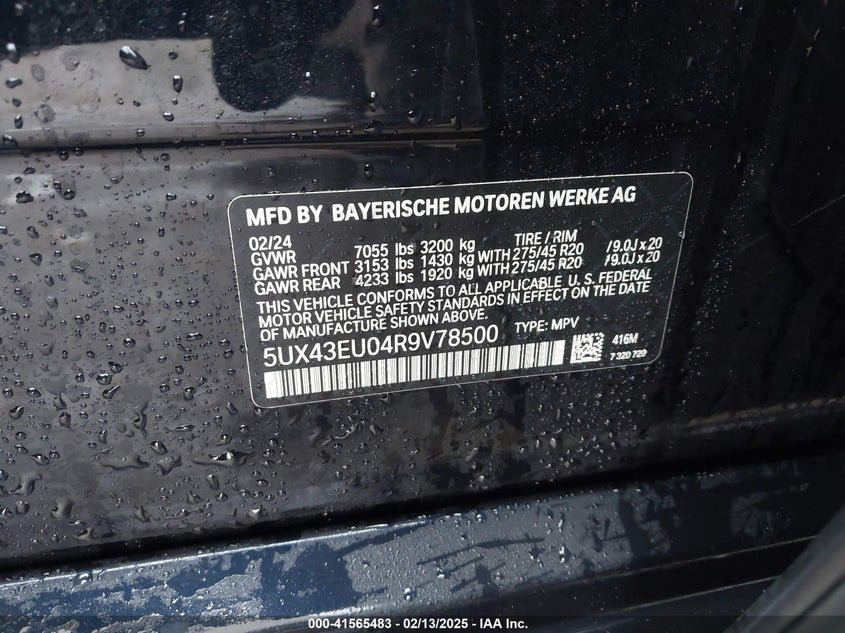 MFD BY BAYERISCHE MOTOREN WERKE AG
02/24 TIRE / RIM
GVWR 7055 lbs 3200 kg
GAWR FRONT 3153 lbs 1430 kg WITH 275/45 R20 /9.0J x 20
GAWR REAR 4233 lbs 1920 kg WITH 275/45 R20 /9.0J x 20
THIS VEHICLE CONFORMS TO ALL APPLICABLE U.S. FEDERAL
MOTOR VEHICLE SAFETY STANDARDS IN EFFECT ON THE DATE
OF MANUFACTURE SHOWN ABOVE.
5UX43EU04R9V78500 TYPE: MPV
416M
7 320 729
000-41565483 - 02/13/2025 - IAA Inc.